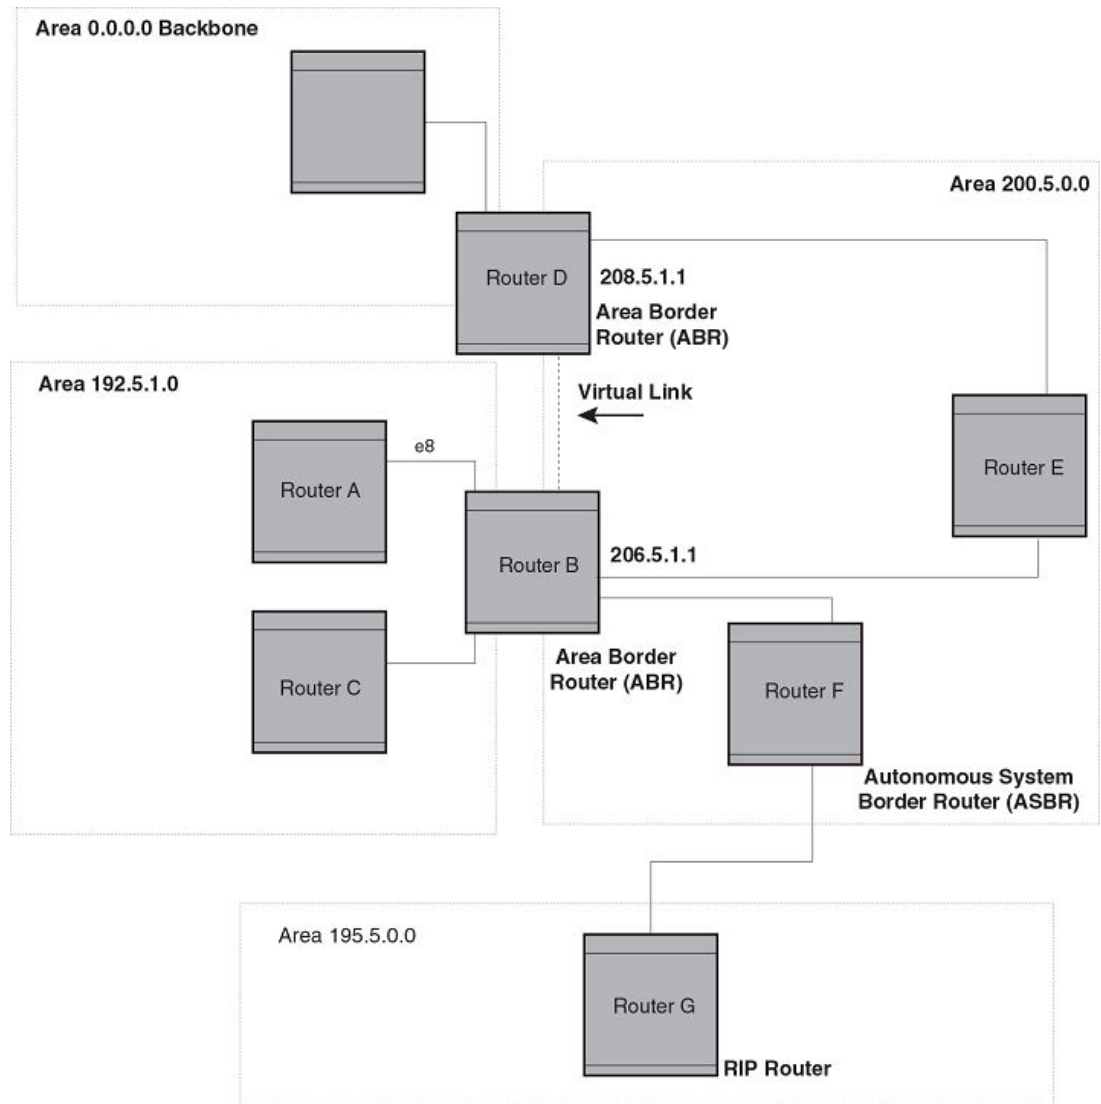 Area 0.0.0.0 Backbone
Area 200.5.0.0
Router D
208.5.1.1
Area Border
Router (ABR)
Area 192.5.1.0
Virtual Link
e8
Router A
Router E
Router B
206.5.1.1
Area Border
Router (ABR)
Router C
Router F
Autonomous System
Border Router (ASBR)
Area 195.5.0.0
Router G
RIP Router